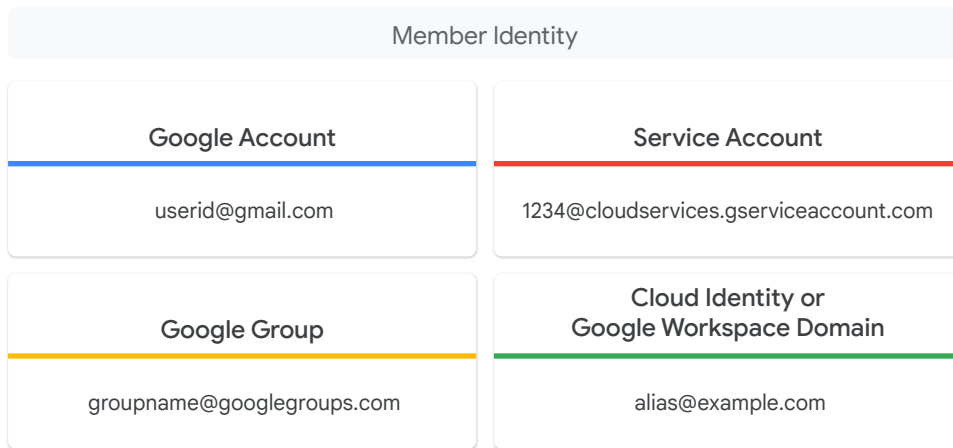 Member Identity
Google Account
userid@gmail.com
Service Account
1234@cloudservices.gserviceaccount.com
Google Group
groupname@googlegroups.com
Cloud Identity or
Google Workspace Domain
alias@example.com